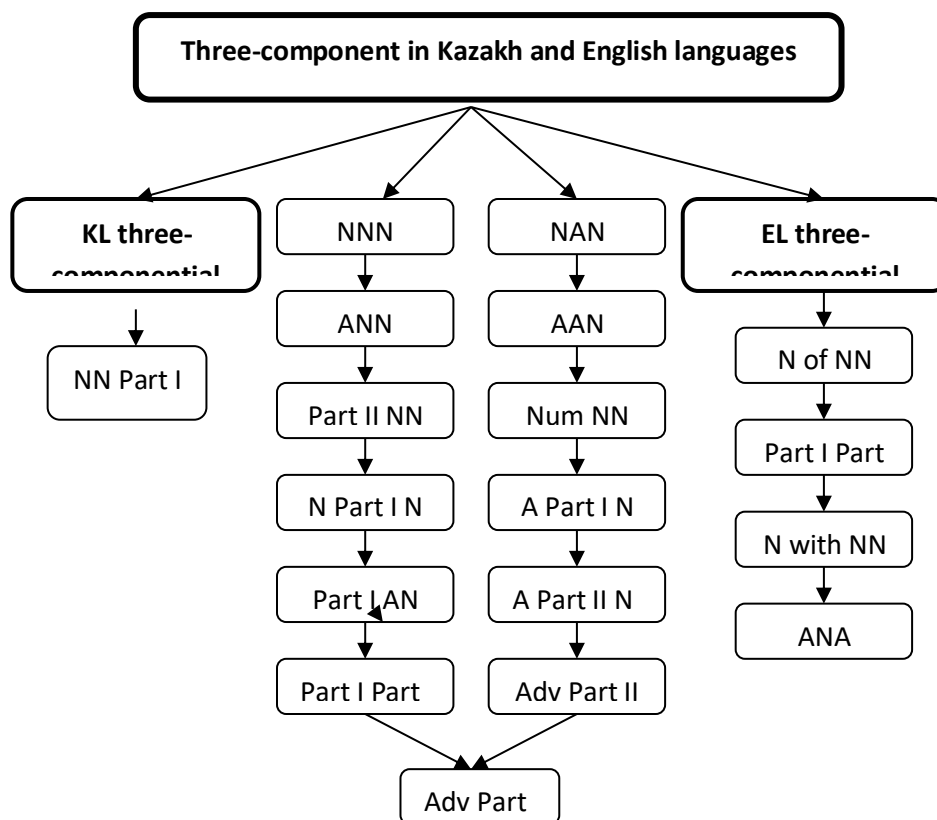 Three-component in Kazakh and English languages
KL three-
componential
NN Part I
NNN
ANN
Part II NN
N Part I N
Part I AN
Part I Part
NAN
AAN
Num NN
A Part I N
A Part II N
Adv Part II
Adv Part
EL three-
componential
N of NN
Part I Part
N with NN
ANA